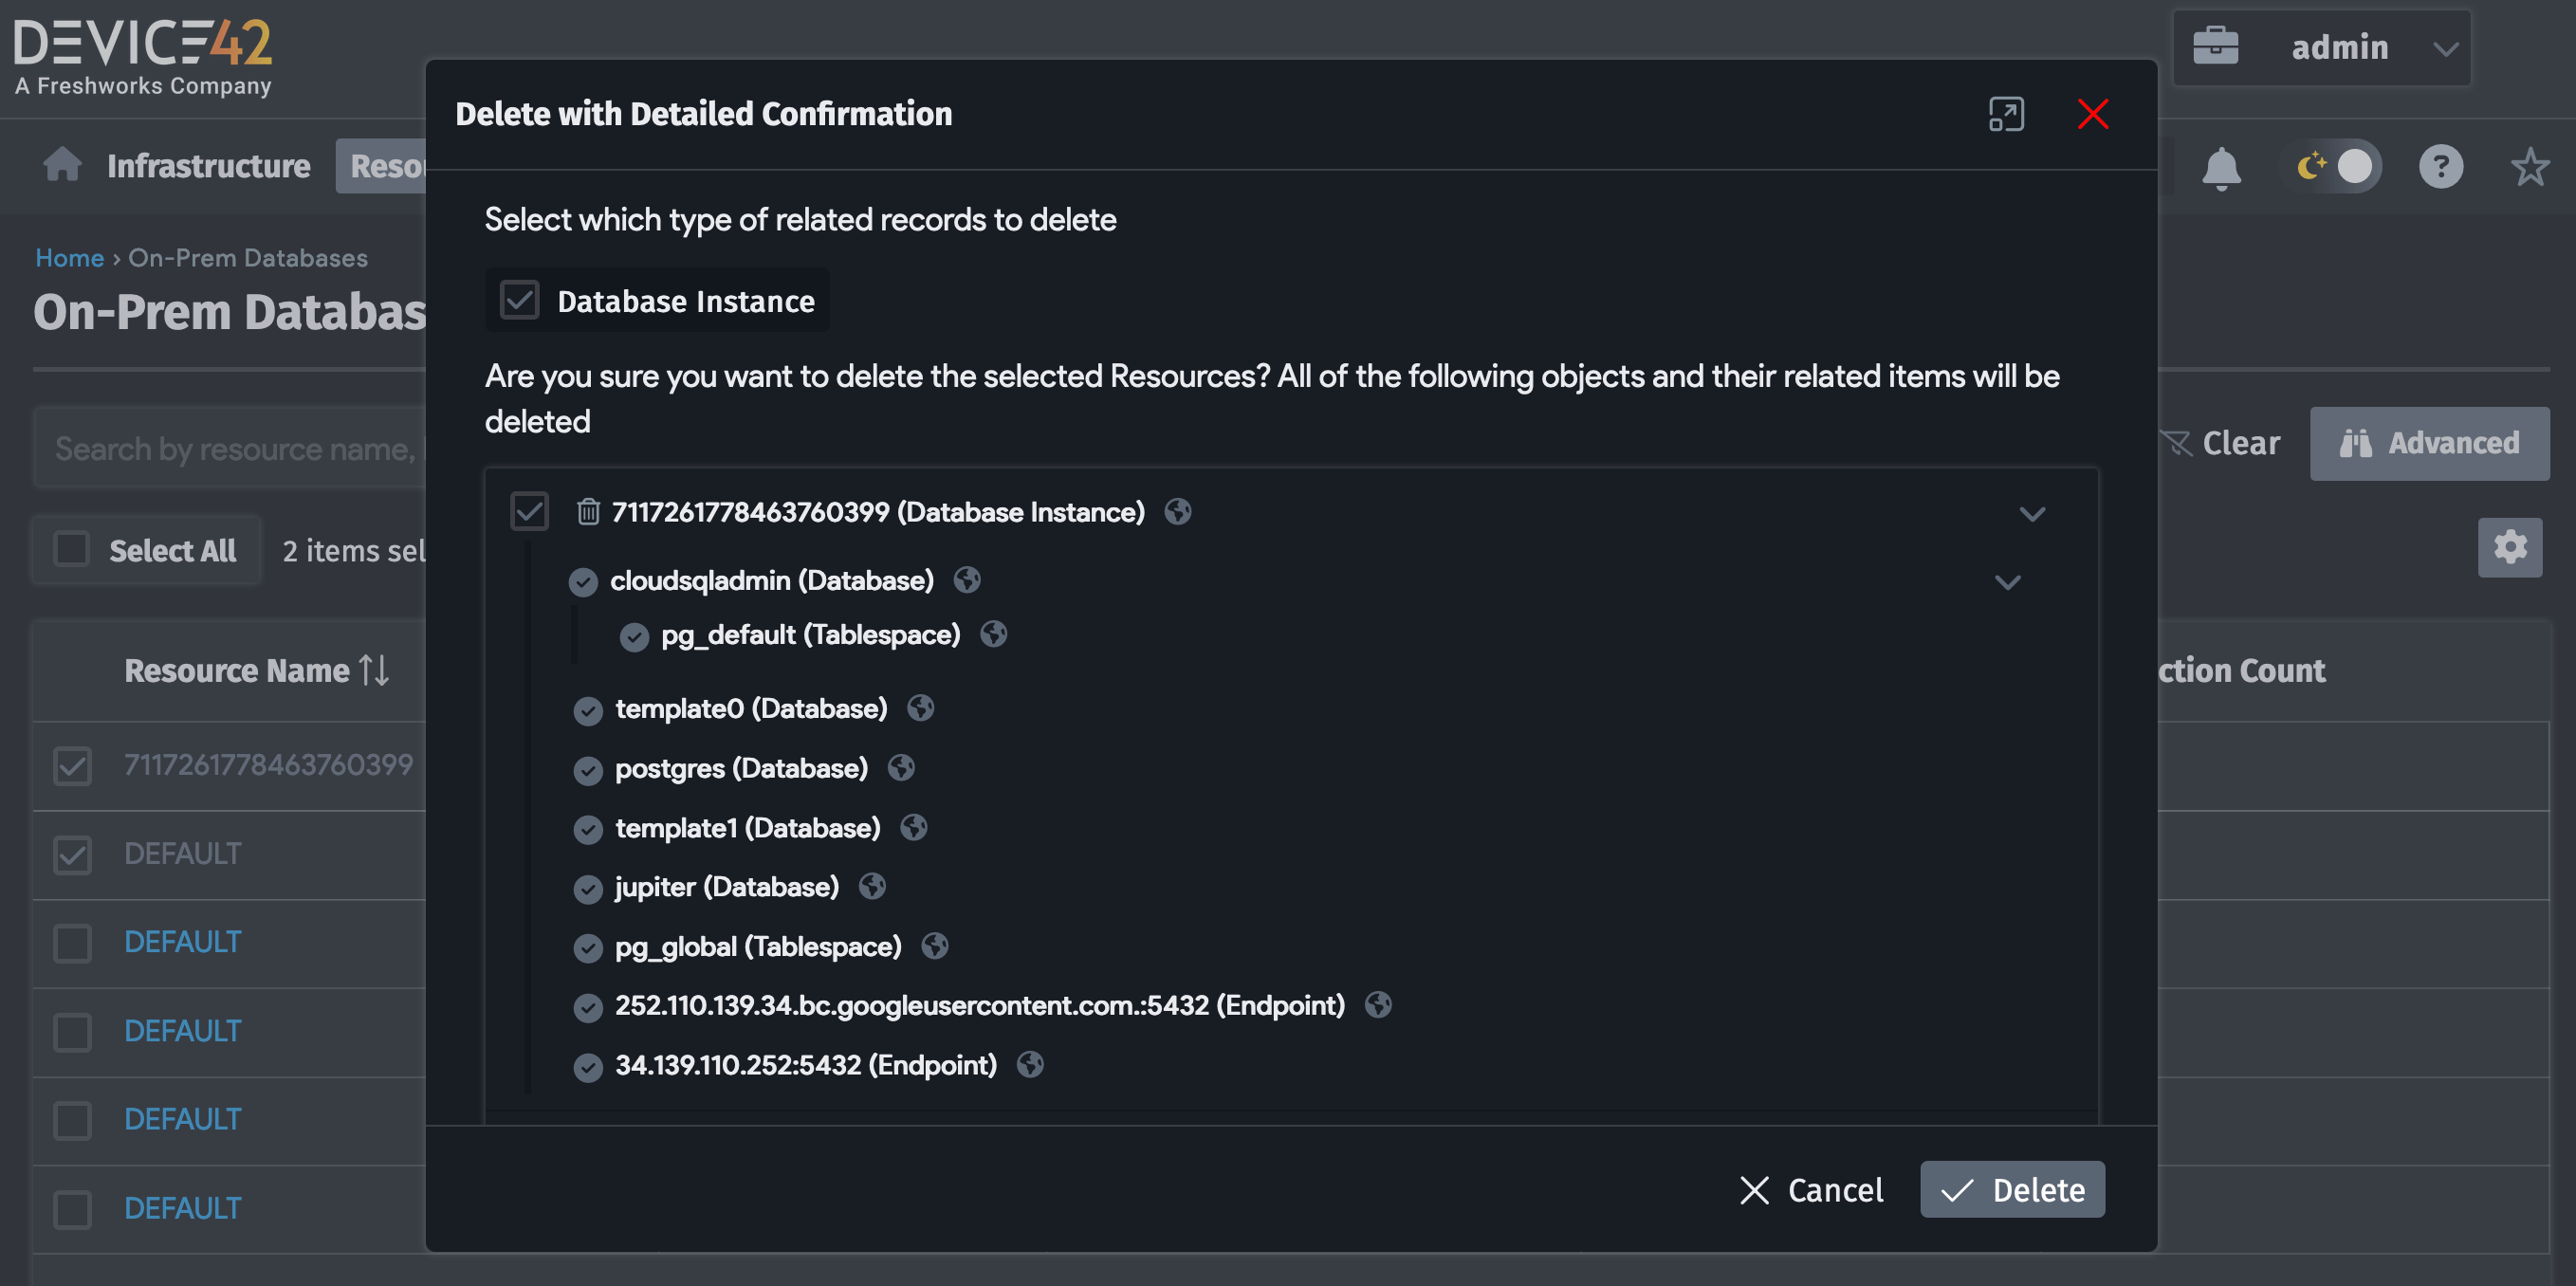 DEVICE42
A Freshworks Company
admin
Delete with Detailed Confirmation
Infrastructure
Home › On-Prem Databases
On-Prem
Select which type of related records to delete
Database Instance
Are you sure you want to delete the selected Resources? All of the following objects and their related items will be
deleted
Search by resource name,
Clear
Advanced
Select All
2 items
7117261778463760399 (Database Instance)
cloudsqladmin (Database)
pg_default (Tablespace)
template0 (Database)
postgres (Database)
template1 (Database)
jupiter (Database)
pg_global (Tablespace)
252.110.139.34.bc.googleusercontent.com.:5432 (Endpoint)
34.139.110.252:5432 (Endpoint)
Resource Name
Count
7117261778463760399
DEFAULT
DEFAULT
DEFAULT
DEFAULT
DEFAULT
Cancel
Delete